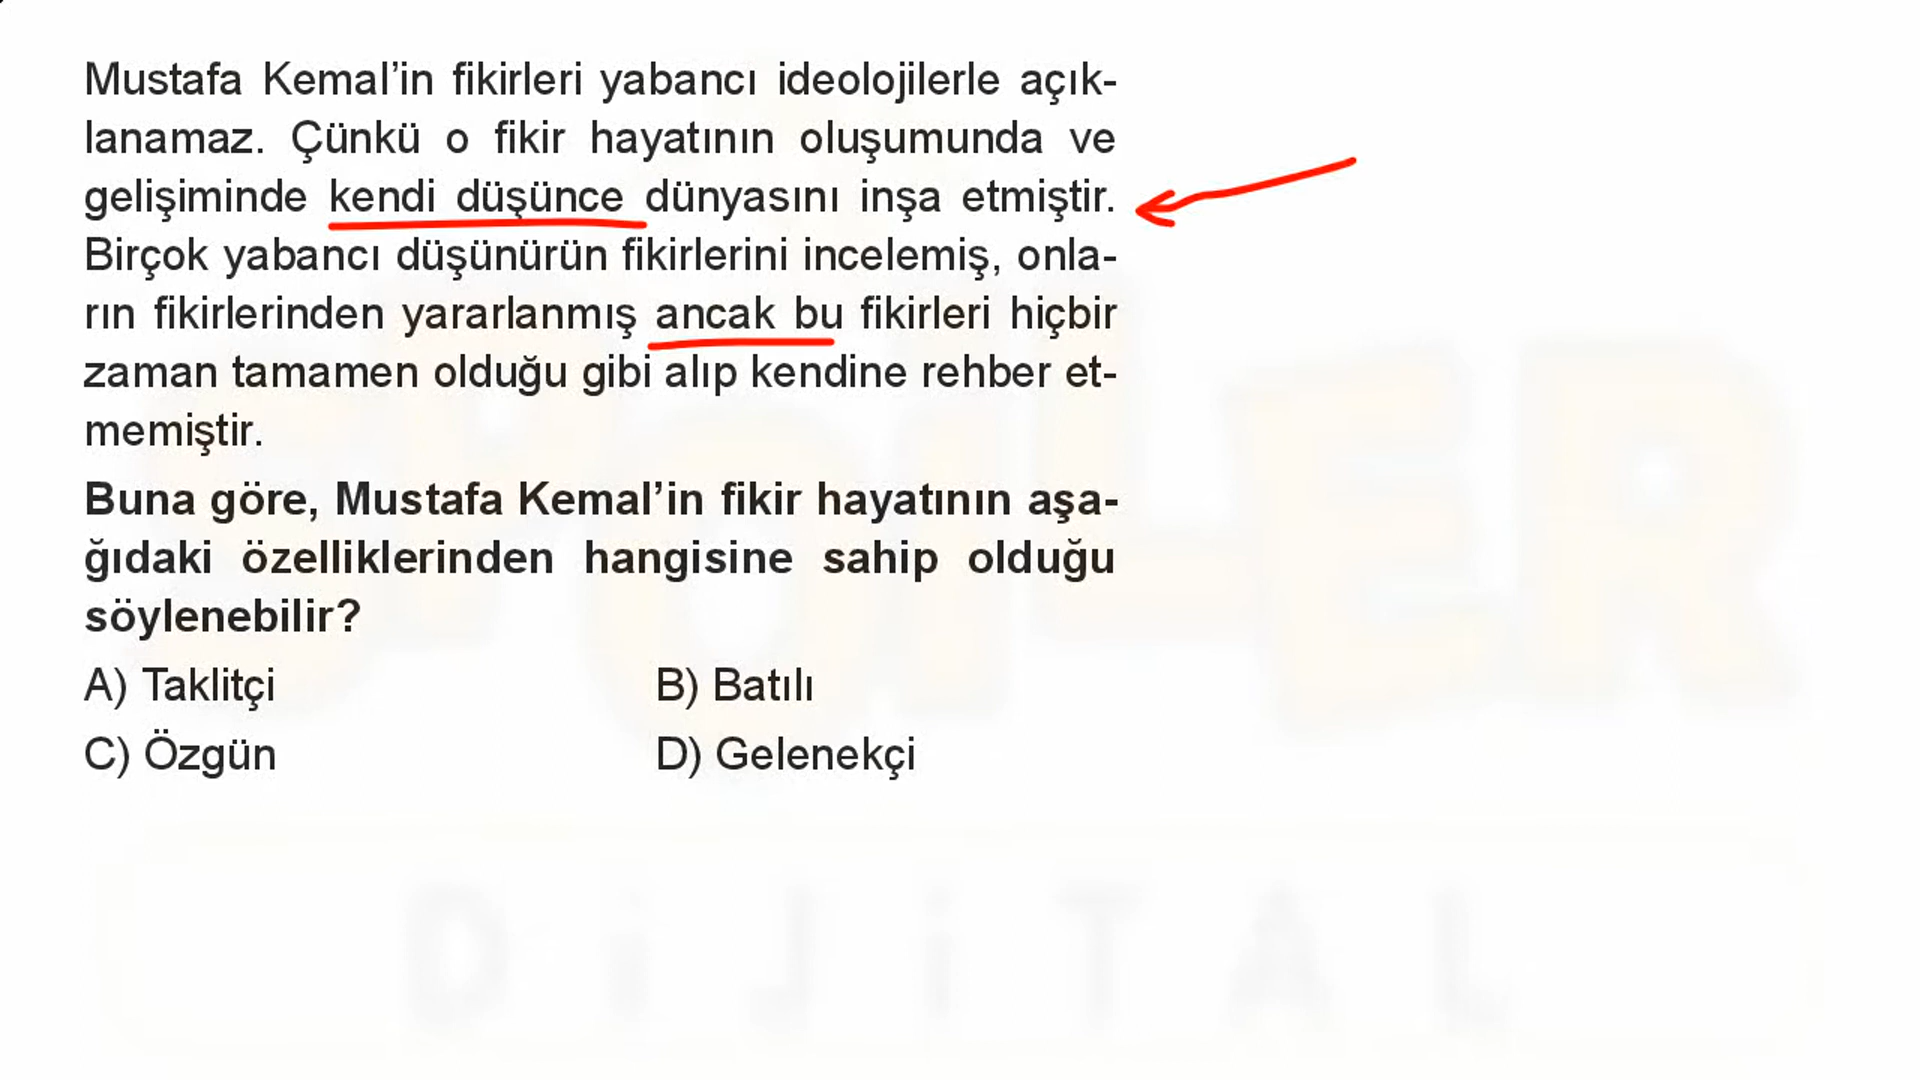 Mustafa Kemal’in fikirleri yabancı ideolojilerle açık-
lanamaz. Çünkü o fikir hayatının oluşumunda ve
gelişiminde kendi düşünce dünyasını inşa etmiştir.
Birçok yabancı düşünürün fikirlerini incelemiş, onla-
rın fikirlerinden yararlanmış ancak bu fikirleri hiçbir
zaman tamamen olduğu gibi alıp kendine rehber et-
memiştir.
Buna göre, Mustafa Kemal’in fikir hayatının aşa-
ğıdaki özelliklerinden hangisine sahip olduğu
söylenebilir?
A) Taklitçi B) Batılı
C) Özgün D) Gelenekçi
SPOiLER
DiJiTAL